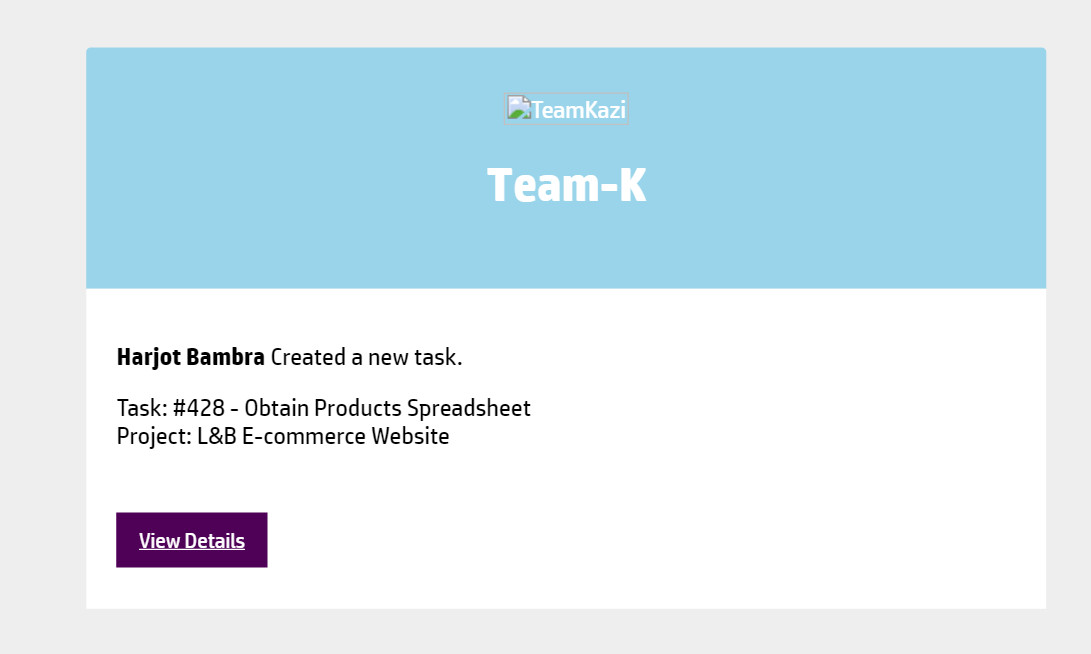 TeamKazi
Team-K
Harjot Bambra Created a new task.
Task: #428 - Obtain Products Spreadsheet
Project: L&B E-commerce Website
View Details